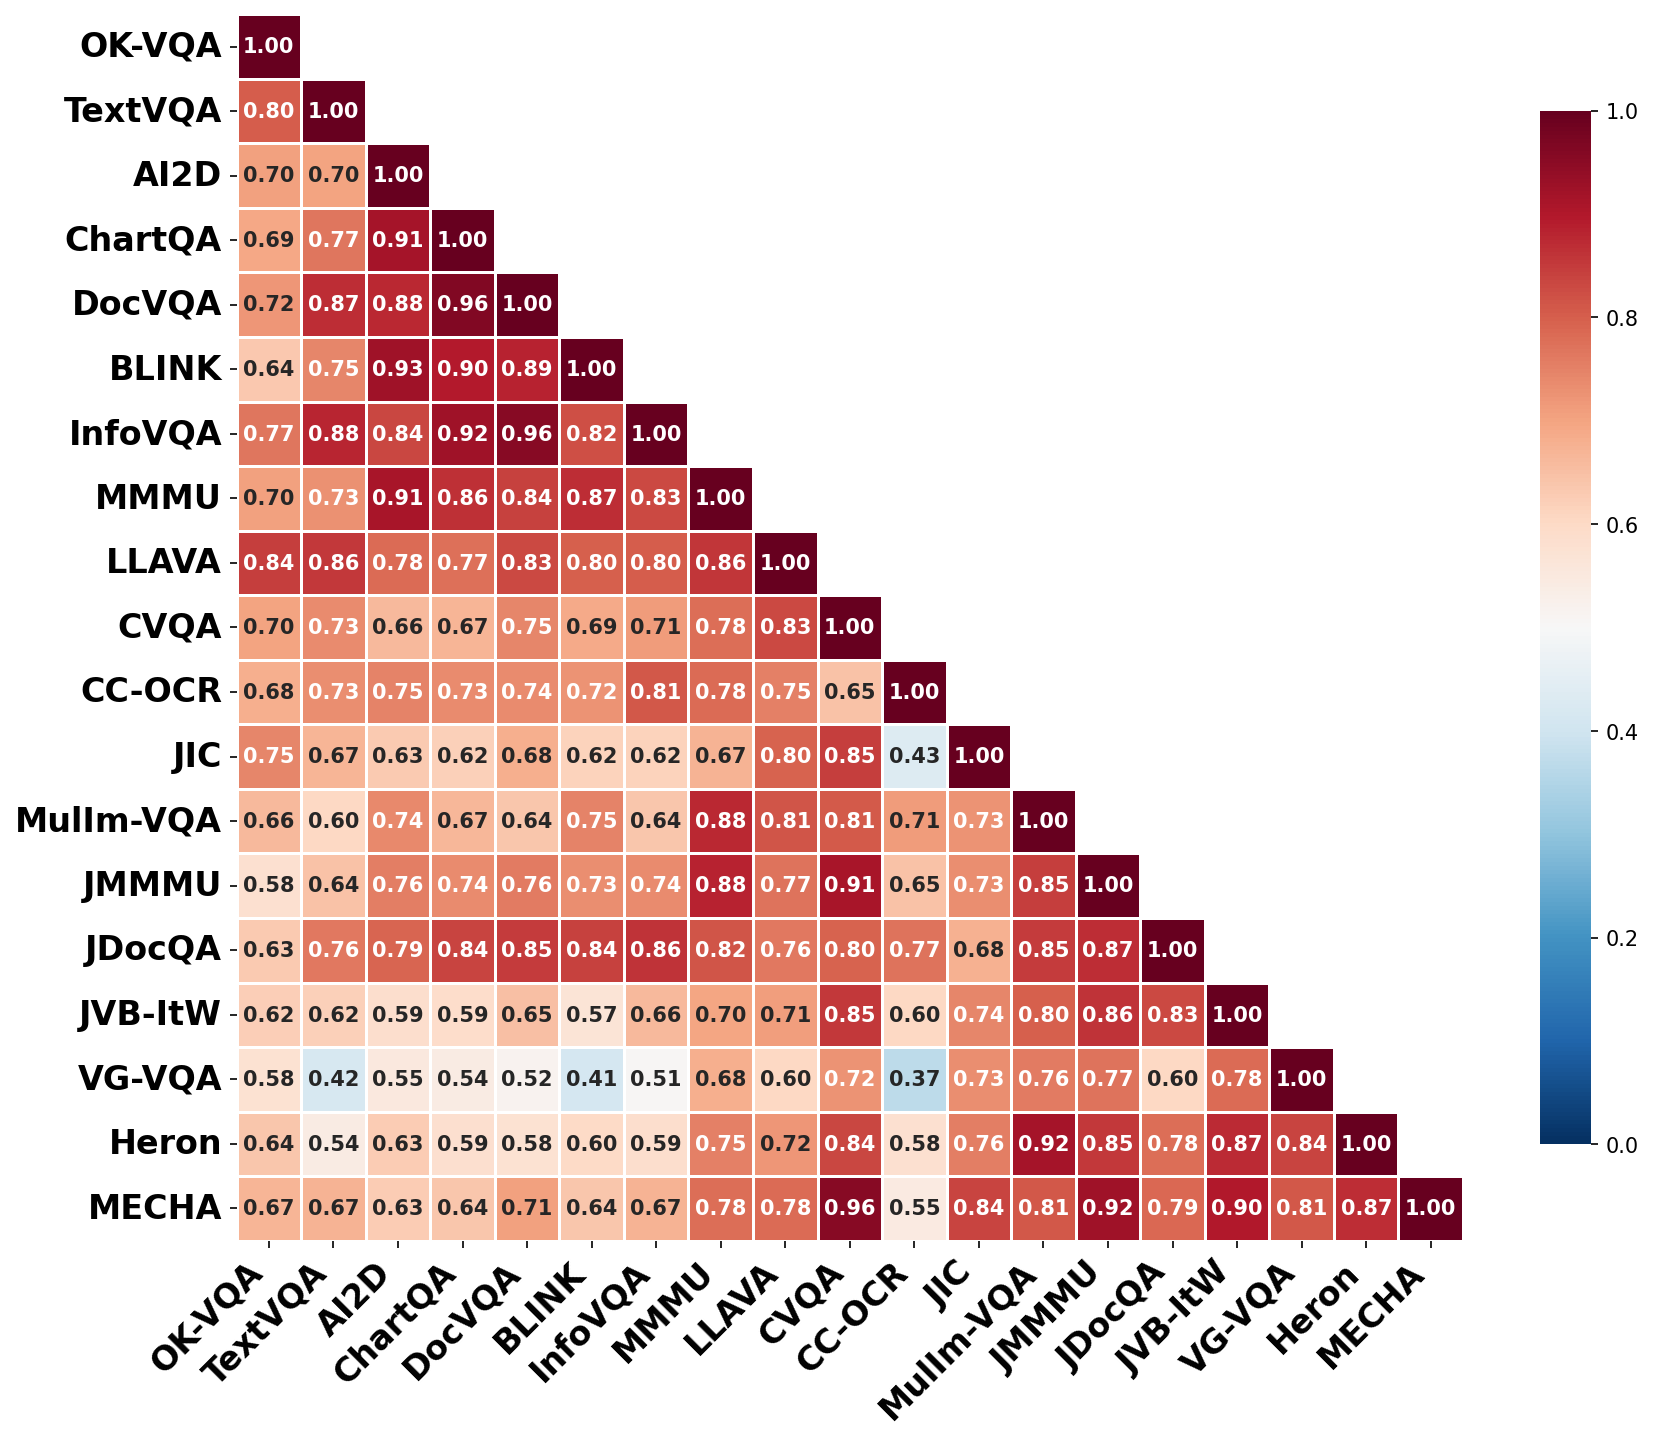 OK-VQA 1.00
TextVQA 0.80 1.00
AI2D 0.70 0.70 1.00
ChartQA 0.69 0.77 0.91 1.00
DocVQA 0.72 0.87 0.88 0.96 1.00
BLINK 0.64 0.75 0.93 0.90 0.89 1.00
InfoVQA 0.77 0.88 0.84 0.92 0.96 0.82 1.00
MMMU 0.70 0.73 0.91 0.86 0.84 0.87 0.83 1.00
LLAVA 0.84 0.86 0.78 0.77 0.83 0.80 0.80 0.86 1.00
CVQA 0.70 0.73 0.66 0.67 0.75 0.69 0.71 0.78 0.83 1.00
CC-OCR 0.68 0.73 0.75 0.73 0.74 0.72 0.81 0.78 0.75 0.65 1.00
JIC 0.75 0.67 0.63 0.62 0.68 0.62 0.62 0.67 0.80 0.85 0.43 1.00
MulIm-VQA 0.66 0.60 0.74 0.67 0.64 0.75 0.64 0.88 0.81 0.81 0.71 0.73 1.00
JMMMU 0.58 0.64 0.76 0.74 0.76 0.73 0.74 0.88 0.77 0.91 0.65 0.73 0.85 1.00
JDocQA 0.63 0.76 0.79 0.84 0.85 0.84 0.86 0.82 0.76 0.80 0.77 0.68 0.85 0.87 1.00
JVB-ItW 0.62 0.62 0.59 0.59 0.65 0.57 0.66 0.70 0.71 0.85 0.60 0.74 0.80 0.86 0.83 1.00
VG-VQA 0.58 0.42 0.55 0.54 0.52 0.41 0.51 0.68 0.60 0.72 0.37 0.73 0.76 0.77 0.60 0.78 1.00
Heron 0.64 0.54 0.63 0.59 0.58 0.60 0.59 0.75 0.72 0.84 0.58 0.76 0.92 0.85 0.78 0.87 0.84 1.00
MECHA 0.67 0.67 0.63 0.64 0.71 0.64 0.67 0.78 0.78 0.96 0.55 0.84 0.81 0.92 0.79 0.90 0.81 0.87 1.00
OK-VQA
TextVQA
AI2D
ChartQA
DocVQA
BLINK
InfoVQA
MMMU
LLAVA
CVQA
CC-OCR
JIC
MulIm-VQA
JMMMU
JDocQA
JVB-ItW
VG-VQA
Heron
MECHA
1.0
0.8
0.6
0.4
0.2
0.0